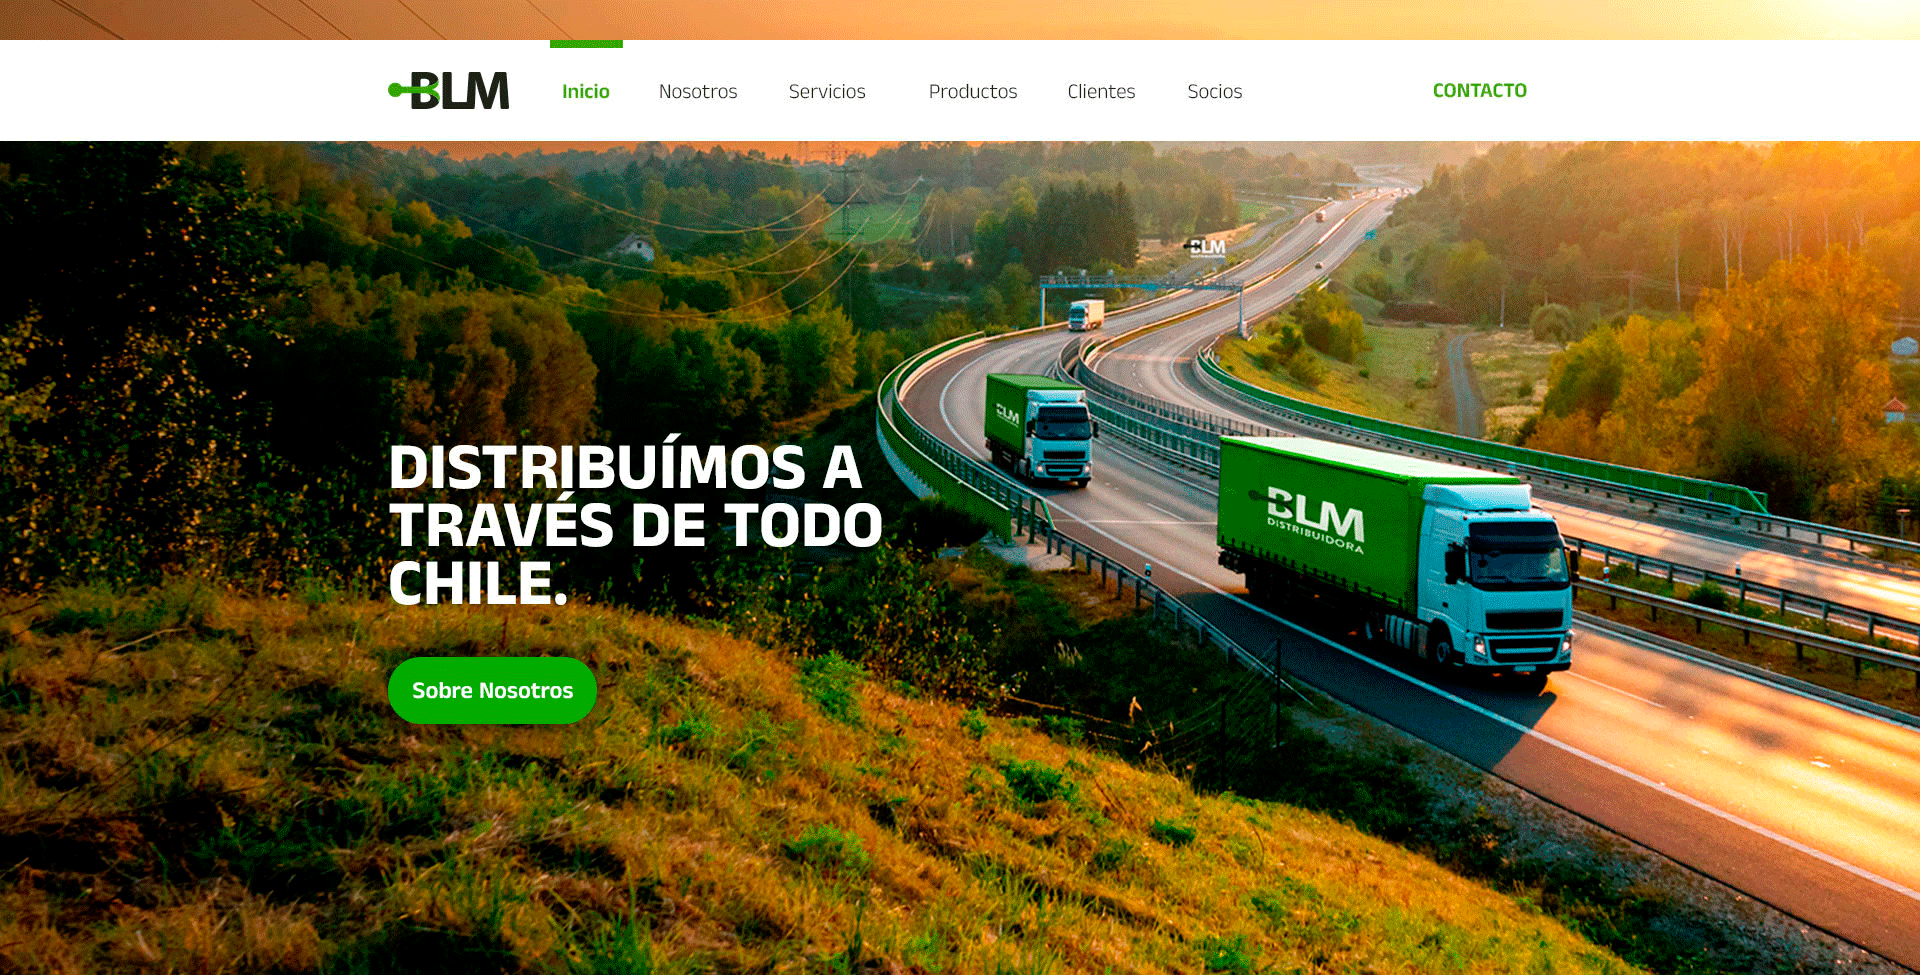 BLM
Inicio
Nosotros
Servicios
Productos
Clientes
Socios
CONTACTO
BLM
BLM
DISTRIBUÍMOS A
TRAVÉS DE TODO
CHILE.
BLM
DISTRIBUIDORA
Sobre Nosotros